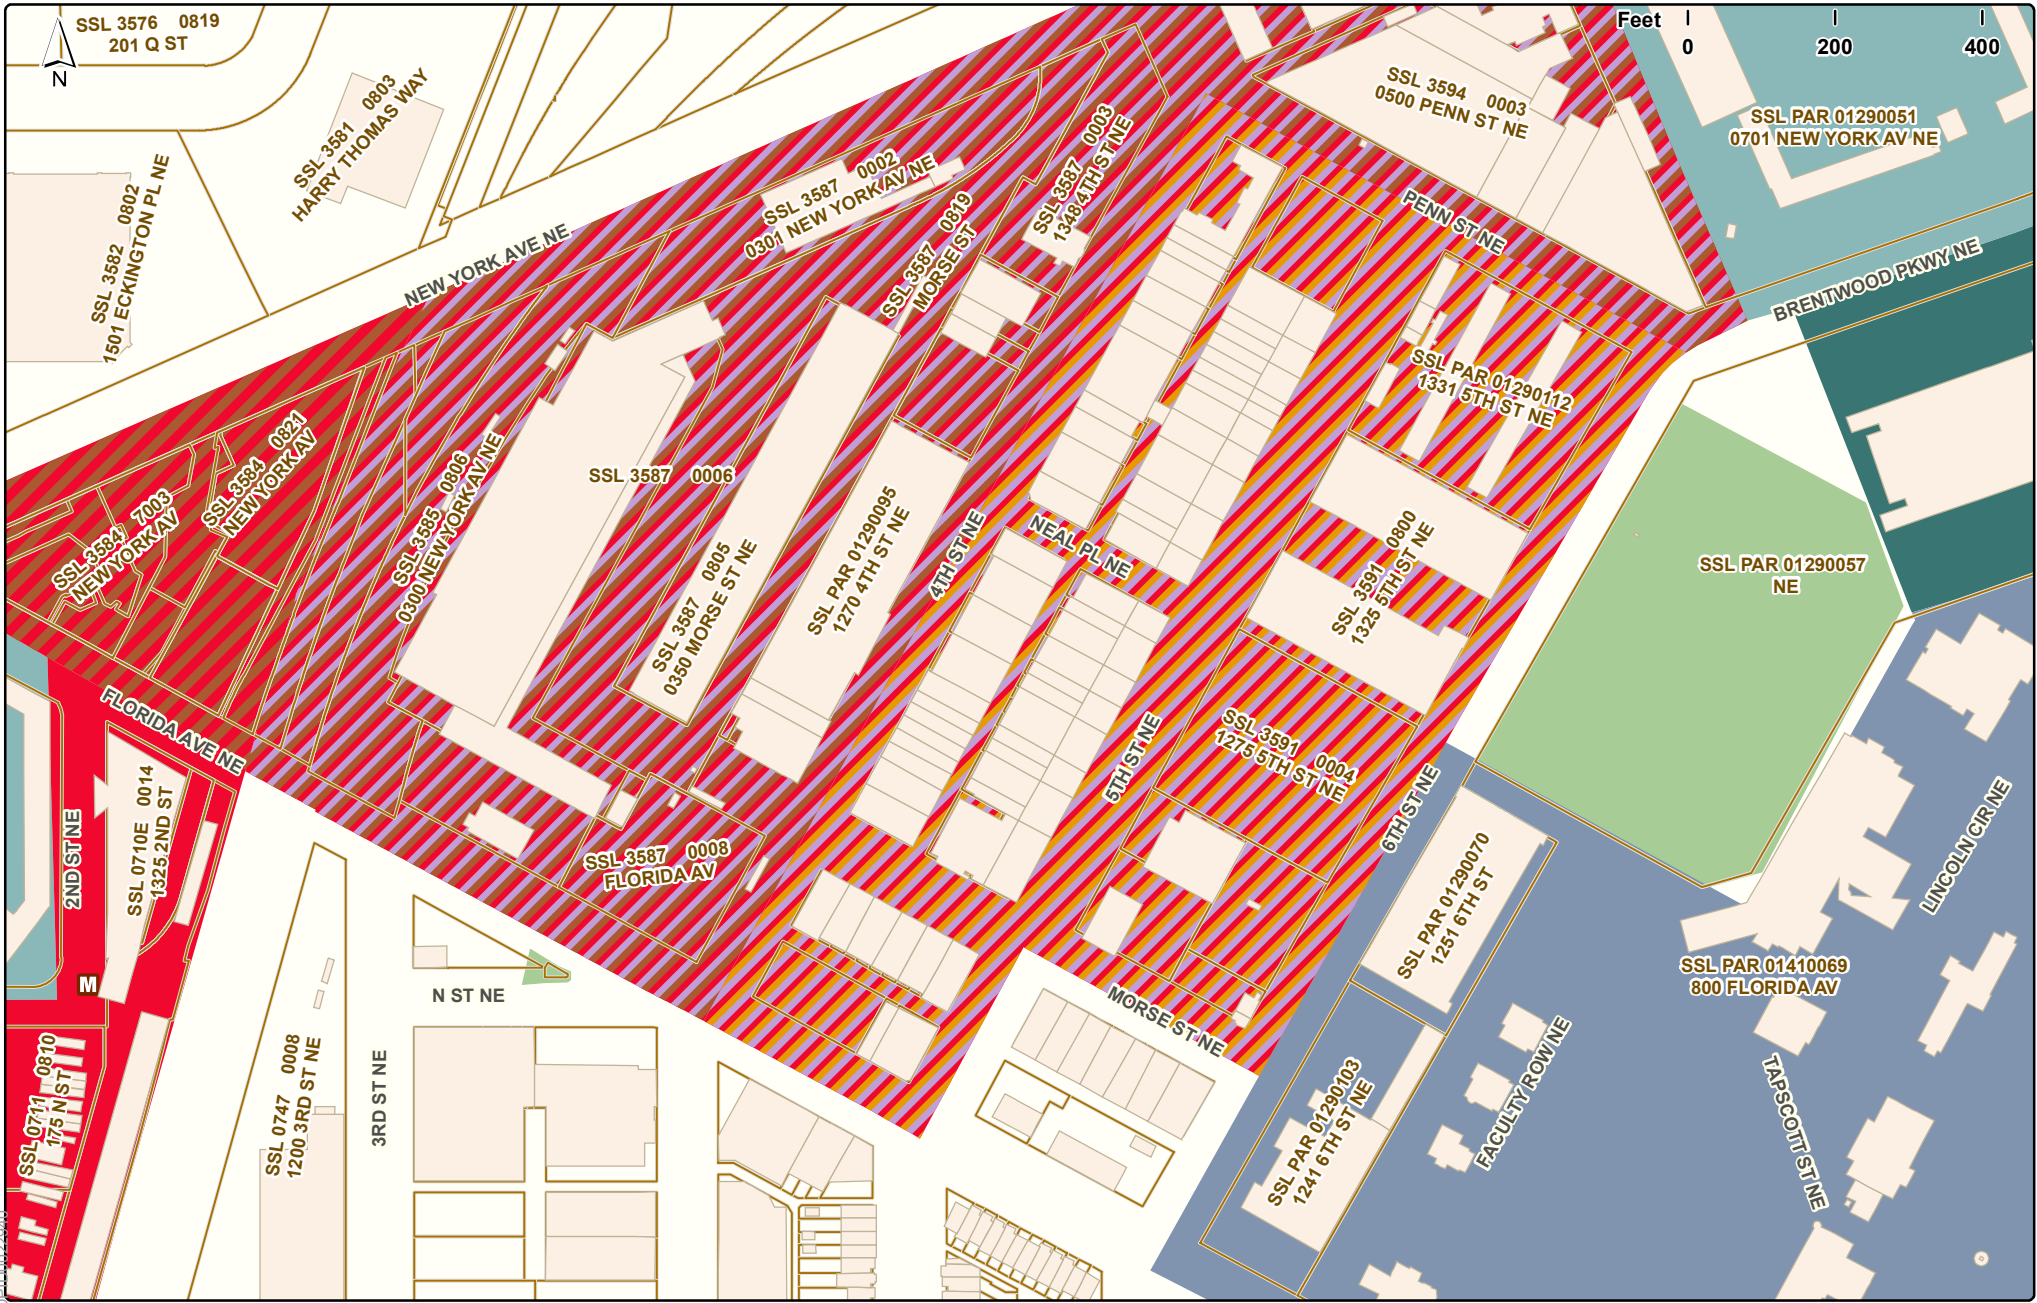 SSL 3576 0819
201 Q ST
N
Feet
0 200 400
SSL 3581 0803
HARRY THOMAS WAY
SSL 3582 0802
1501 ECKINGTON PL NE
NEW YORK AVE NE
SSL 3587 0002
0301 NEW YORK AV NE
SSL 3587 0819
MORSE ST
SSL 3587 0003
1348 4TH ST NE
SSL 3594 0003
0500 PENN ST NE
SSL PAR 01290051
0701 NEW YORK AV NE
PENN ST NE
BRENTWOOD PKWY NE
SSL PAR 01290112
1331 5TH ST NE
SSL 3584 7003
NEW YORK AV
SSL 3584 0821
NEW YORK AV
SSL 3585 0806
0300 NEW YORK AV NE
SSL 3587 0006
SSL 3587 0805
0350 MORSE ST NE
SSL PAR 01290095
1270 4TH ST NE
4TH ST NE
NEAL PL NE
SSL 3591 0800
1325 5TH ST NE
SSL PAR 01290057
NE
FLORIDA AVE NE
SSL 3591 0004
1275 5TH ST NE
5TH ST NE
6TH ST NE
2ND ST NE
SSL 0710E 0014
1325 2ND ST
SSL 3587 0008
FLORIDA AV
SSL PAR 01290070
1251 6TH ST
LINCOLN CIR NE
SSL PAR 01410069
800 FLORIDA AV
M
N ST NE
MORSE ST NE
SSL 0711 0810
175 N ST
SSL 0747 0008
1200 3RD ST NE
3RD ST NE
SSL PAR 01290103
1241 6TH ST NE
FACULTY ROW NE
TAPSCOTT ST NE